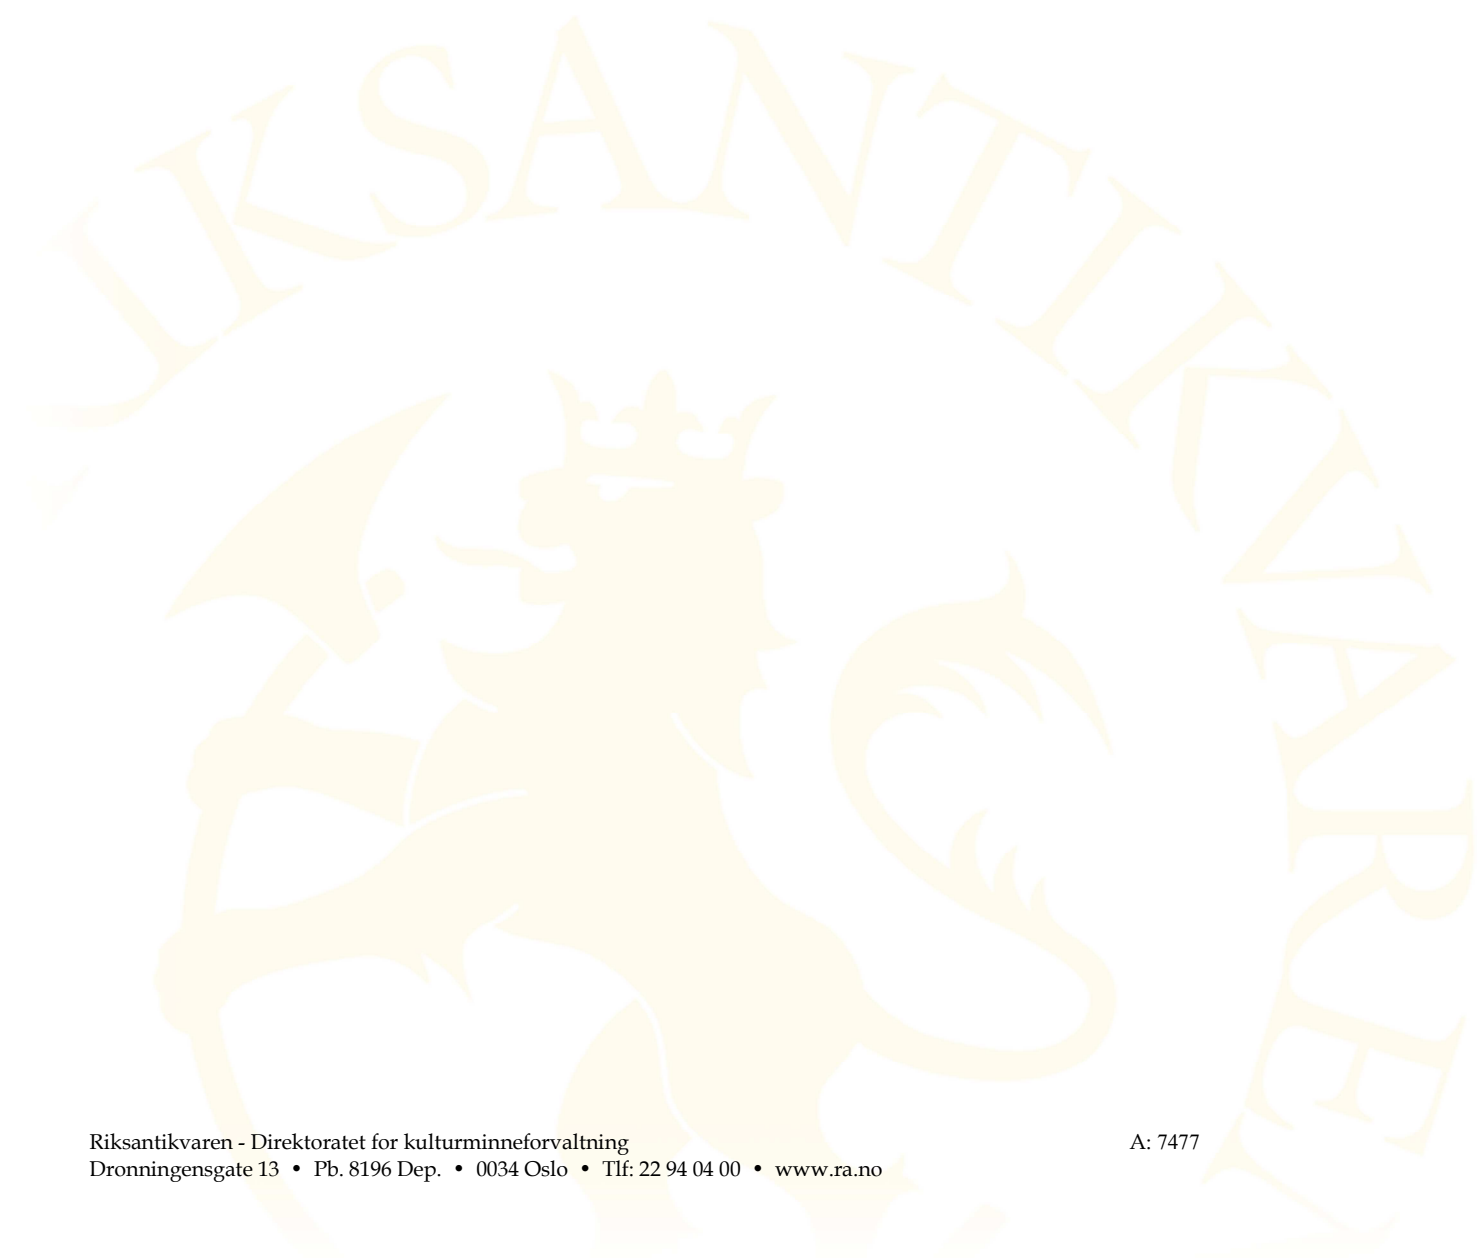 RIKSANTIKVAREN
Riksantikvaren - Direktoratet for kulturminneforvaltning A: 7477
Dronningensgate 13 • Pb. 8196 Dep. • 0034 Oslo • Tlf: 22 94 04 00 • www.ra.no